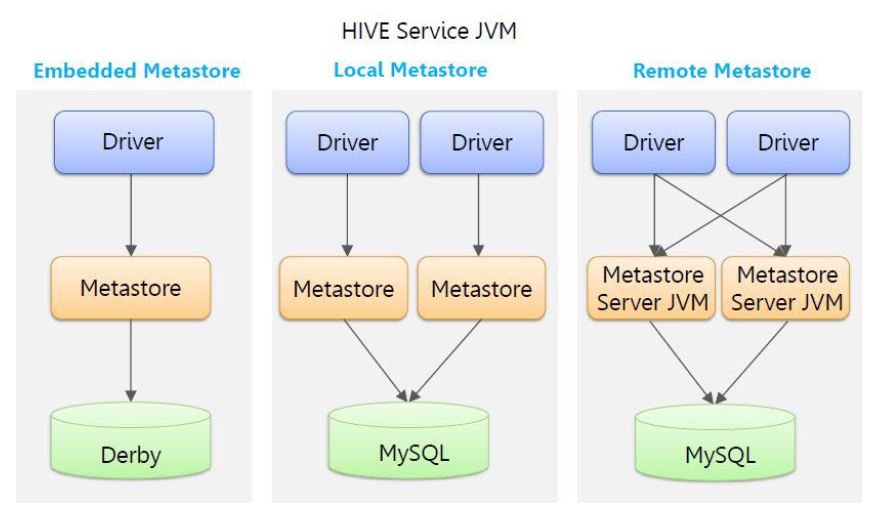 HIVE Service JVM
Embedded Metastore
Local Metastore
Remote Metastore
Driver
Driver
Driver
Driver
Driver
Metastore
Metastore
Metastore
Metastore
Server JVM
Metastore
Server JVM
Derby
MySQL
MySQL